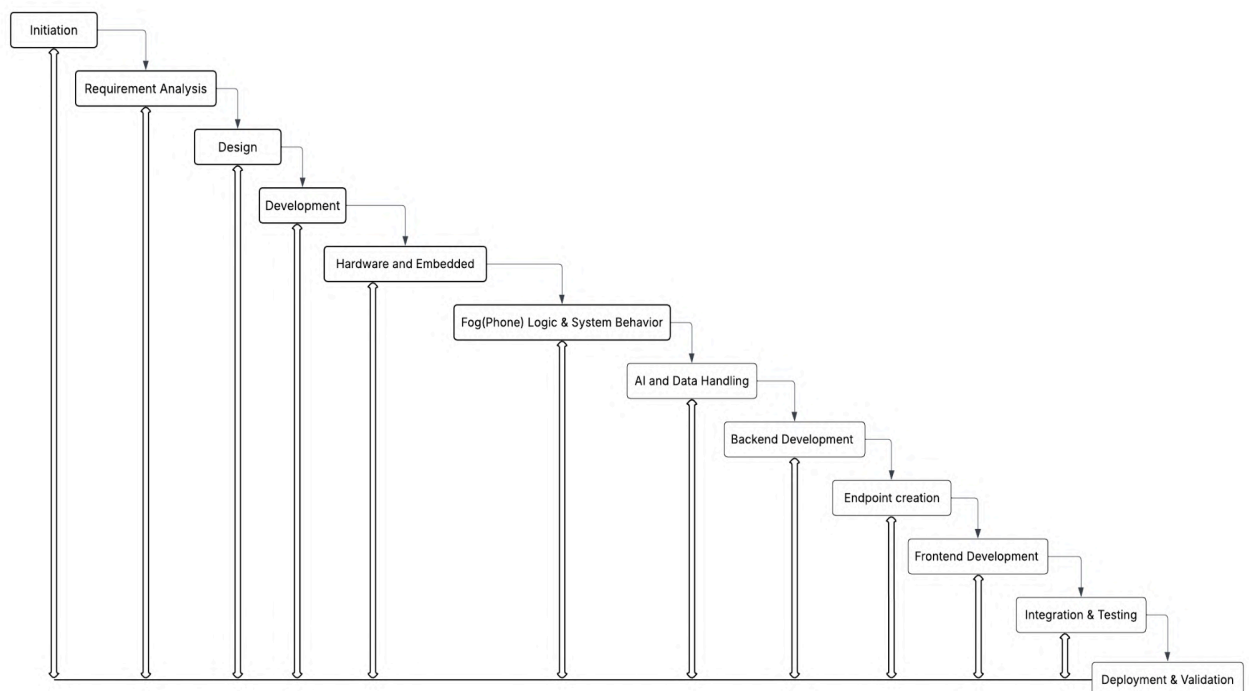 Initiation
Requirement Analysis
Design
Development
Hardware and Embedded
Fog(Phone) Logic & System Behavior
AI and Data Handling
Backend Development
Endpoint creation
Frontend Development
Integration & Testing
Deployment & Validation